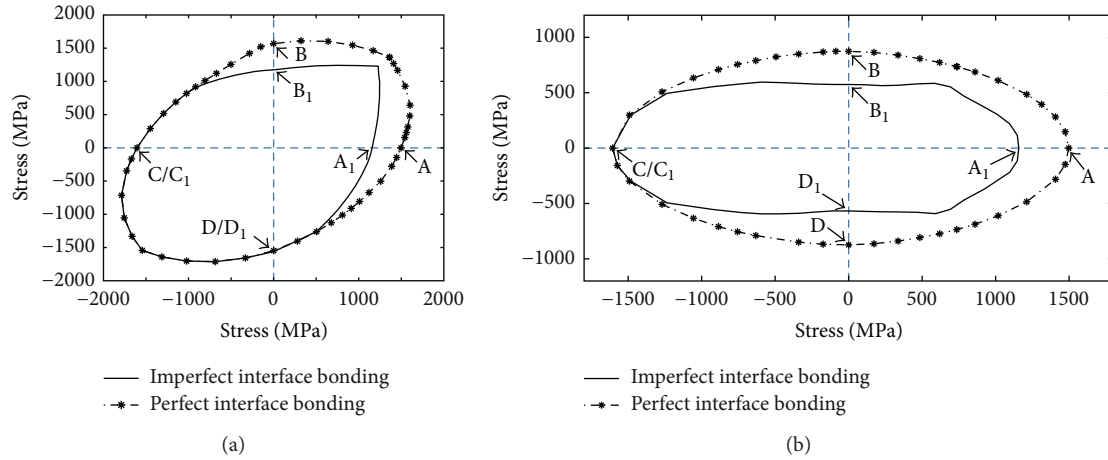 2000
1500
1000
500
0
−500
−1000
−1500
−2000
Stress (MPa)
B
B1
A1
A
C/C1
D/D1
−2000 −1000 0 1000 2000
Stress (MPa)
Imperfect interface bonding
Perfect interface bonding
(a)
1000
500
0
−500
−1000
Stress (MPa)
B
B1
C/C1
A1
A
D1
D
−1500 −1000 −500 0 500 1000 1500
Stress (MPa)
Imperfect interface bonding
Perfect interface bonding
(b)